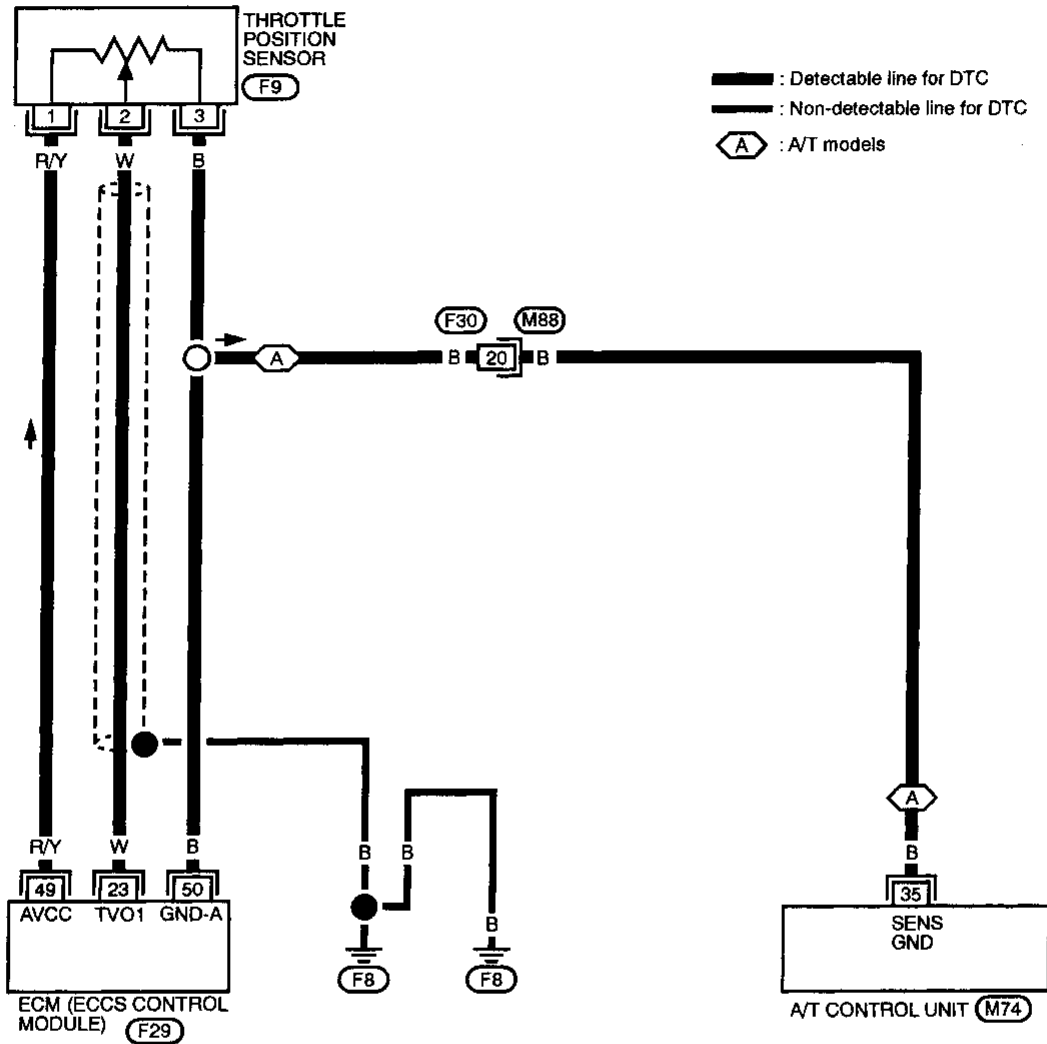 THROTTLE
POSITION
SENSOR
F9
1 2 3
R/Y W B
: Detectable line for DTC
: Non-detectable line for DTC
A : A/T models
F30 M88
A B 20 B
A
R/Y W B B B B
49 23 50 35
AVCC TVO1 GND-A
B
SENS
GND
F8 F8
ECM (ECCS CONTROL
MODULE) F29
A/T CONTROL UNIT M74